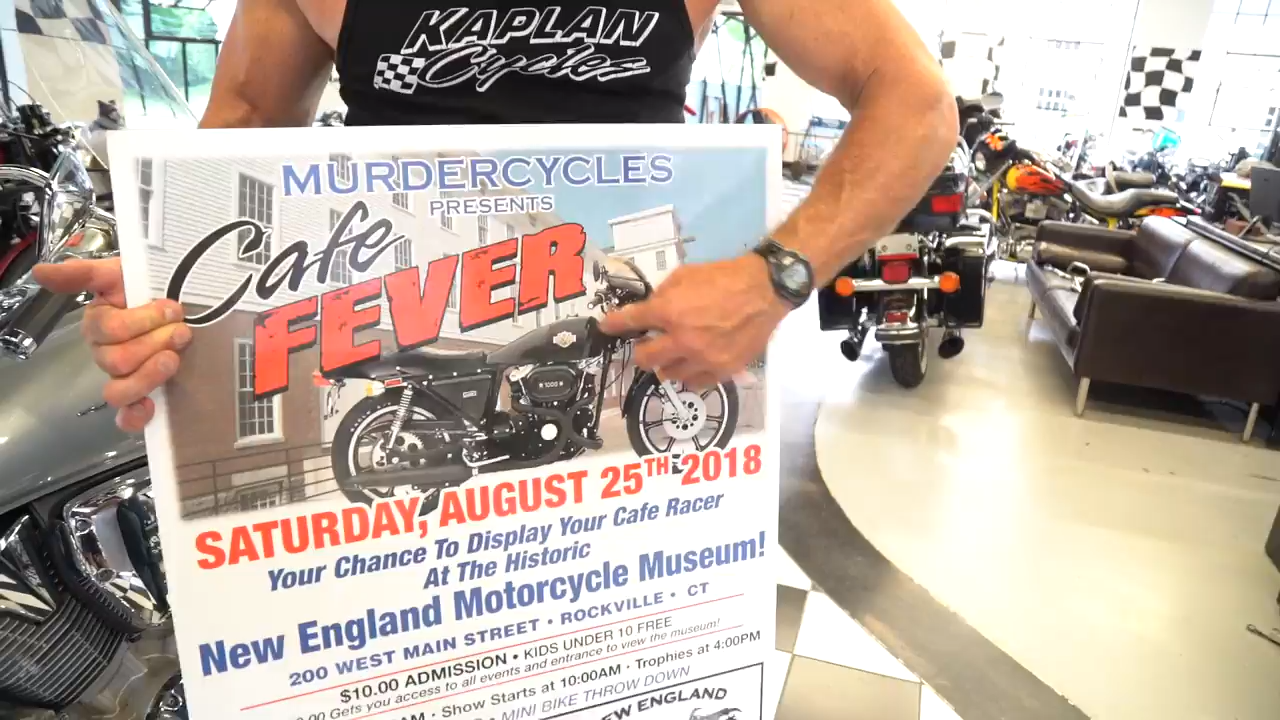 KAPLAN
Cycles
MURDERCYCLES
PRESENTS
Cafe
FEVER
SATURDAY, AUGUST 25TH 2018
Your Chance To Display Your Cafe Racer
At The Historic
New England Motorcycle Museum!
200 WEST MAIN STREET • ROCKVILLE • CT
$10.00 ADMISSION • KIDS UNDER 10 FREE
Gets you access to all events and entrance to view the museum!
AM • Show Starts at 10:00AM • Trophies at 4:00PM
MINI BIKE THROW DOWN
NEW ENGLAND